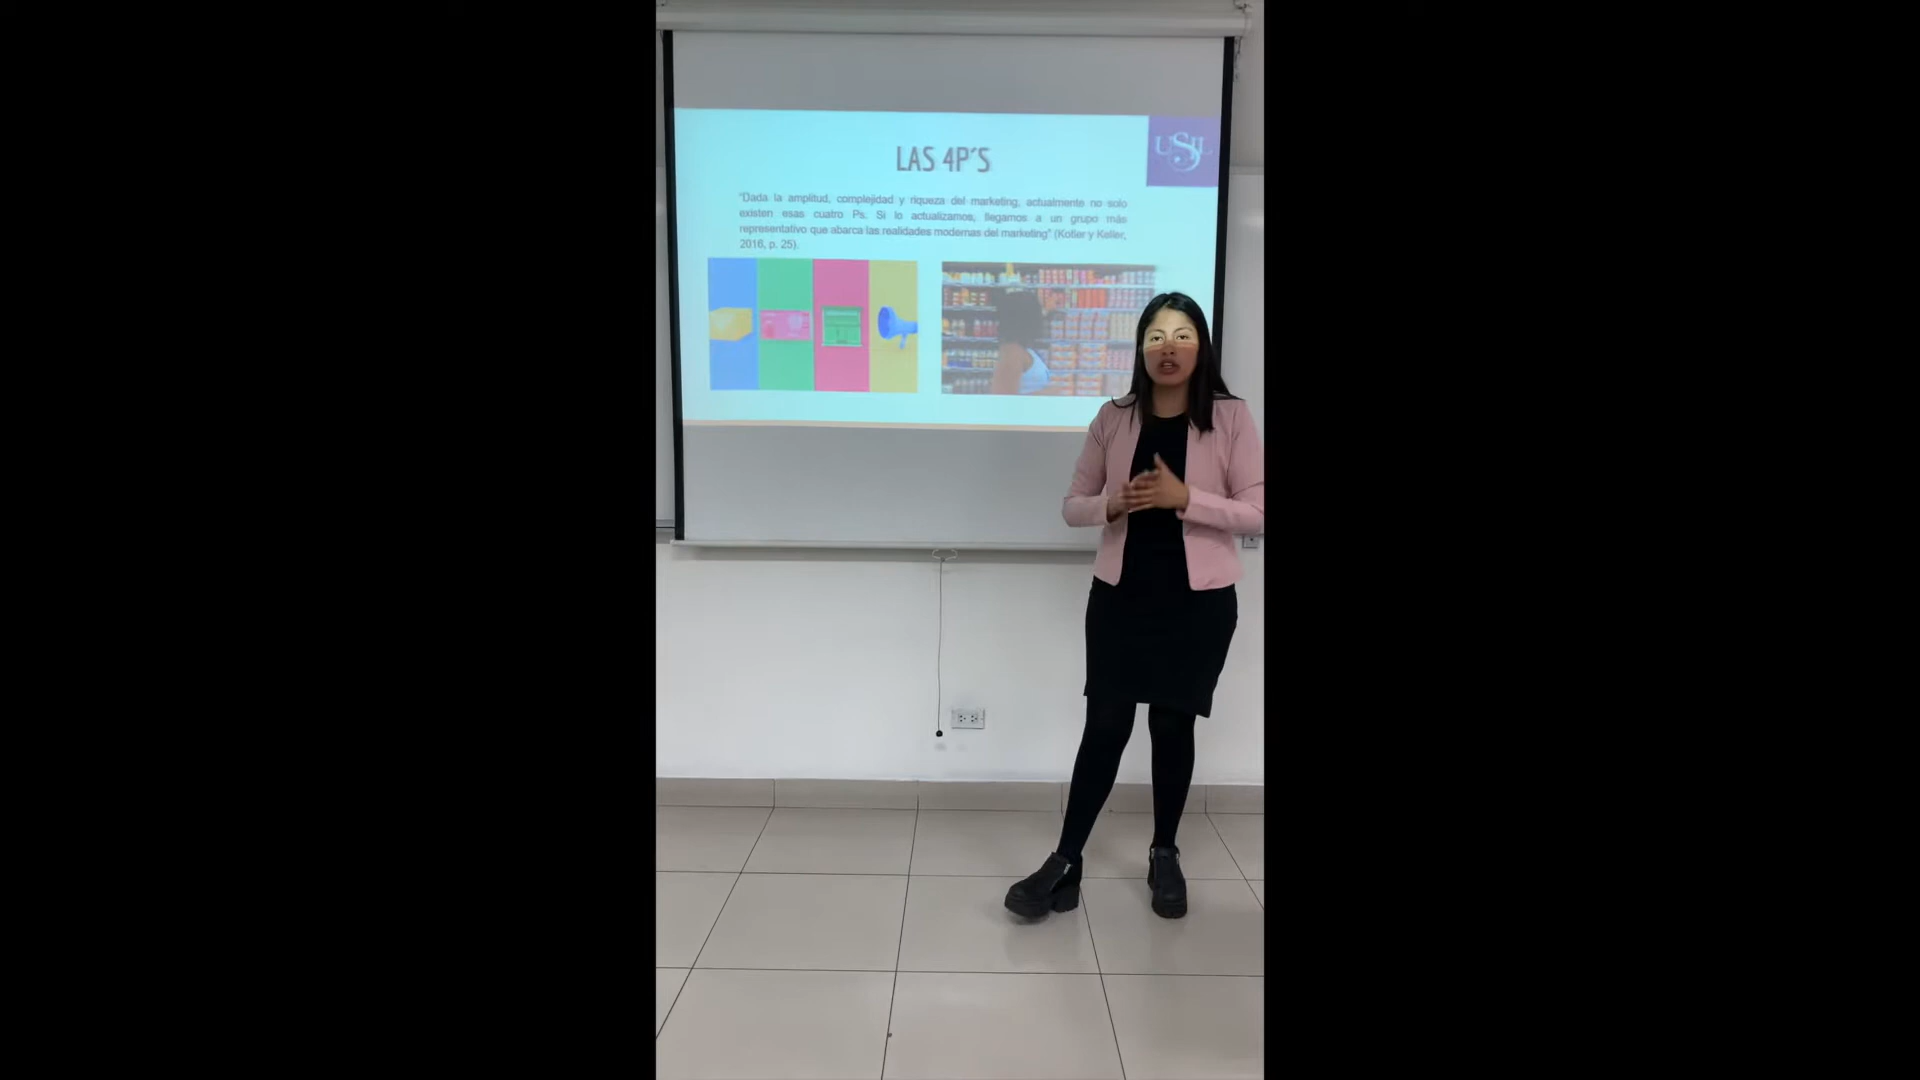 LAS 4P´S
USIL
"Dada la amplitud, complejidad y riqueza del marketing, actualmente no solo
existen esas cuatro Ps. Si lo actualizamos, llegamos a un grupo más
representativo que abarca las realidades modernas del marketing" (Kotler y Keller,
2016, p. 25).